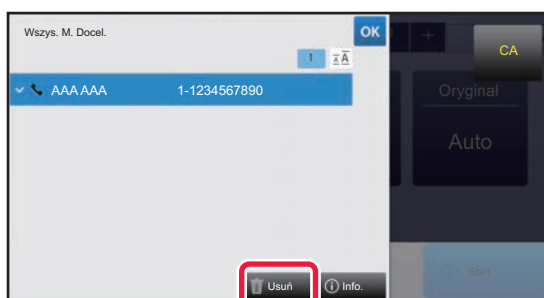 Wszys. M. Docel.
OK
CA
1
AAA AAA 1-1234567890
Oryginał
Auto
Usuń
Info.
Start